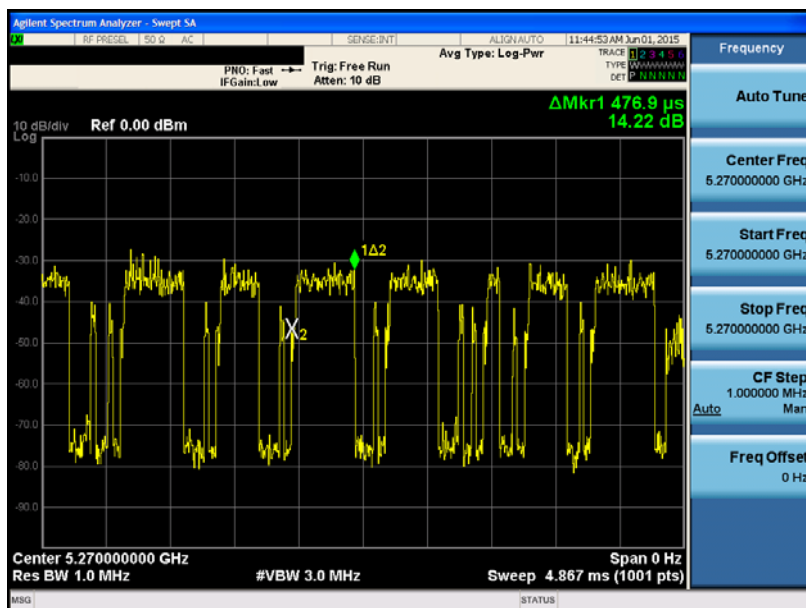 Agilent Spectrum Analyzer - Swept SA
RF PRESEL 50 Ω AC SENSE:INT ALIGN AUTO 11:44:53 AM Jun 01, 2015
Avg Type: Log-Pwr TRACE 1 2 3 4 5 6
PNO: Fast Trig: Free Run TYPE W
IFGain:Low Atten: 10 dB DET P N N N N N
Frequency
Auto Tune
ΔMkr1 476.9 µs
14.22 dB
10 dB/div Ref 0.00 dBm
Log
-10.0
-20.0
-30.0
-40.0
-50.0
-60.0
-70.0
-80.0
-90.0
1Δ2
X2
Center Freq
5.270000000 GHz
Start Freq
5.270000000 GHz
Stop Freq
5.270000000 GHz
CF Step
1.000000 MHz
Auto Man
Freq Offset
0 Hz
Center 5.270000000 GHz Span 0 Hz
Res BW 1.0 MHz #VBW 3.0 MHz Sweep 4.867 ms (1001 pts)
MSG STATUS